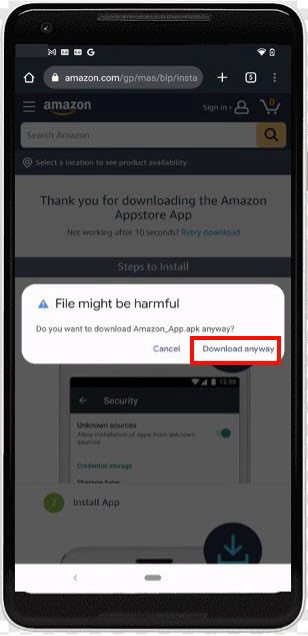 G
amazon.com/gp/mas/blp/insta
5
amazon
Sign in ›
0
Search Amazon
Select a location to see product availability
Thank you for downloading the Amazon
Appstore App
Not working after 10 seconds? Retry download
Steps to Install
File might be harmful
Do you want to download Amazon_App.apk anyway?
Cancel
Download anyway
12:30
Security
Unknown sources
Allow installation of apps from unknown
sources
Credential storage
Storage type
2
Install App